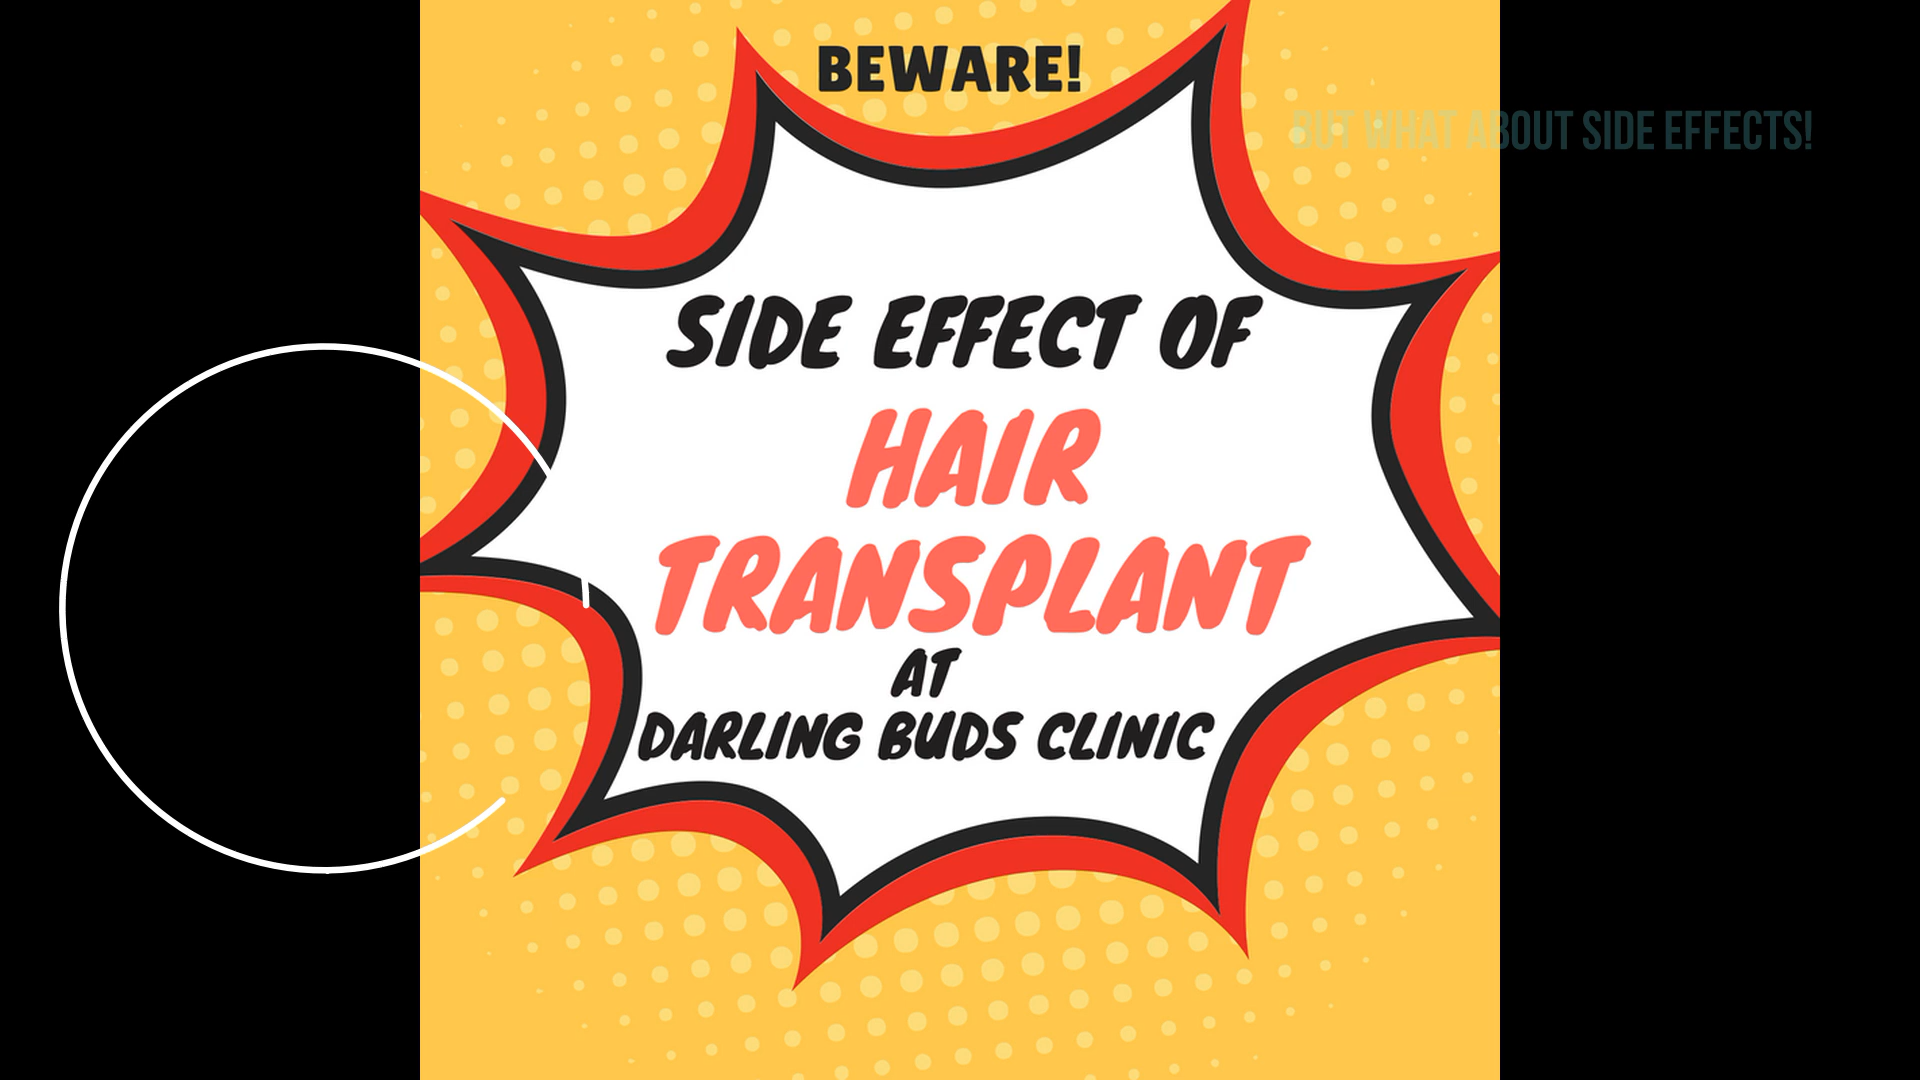 BEWARE!
BUT WHAT ABOUT SIDE EFFECTS!
SIDE EFFECT OF
HAIR
TRANSPLANT
AT
DARLING BUDS CLINIC